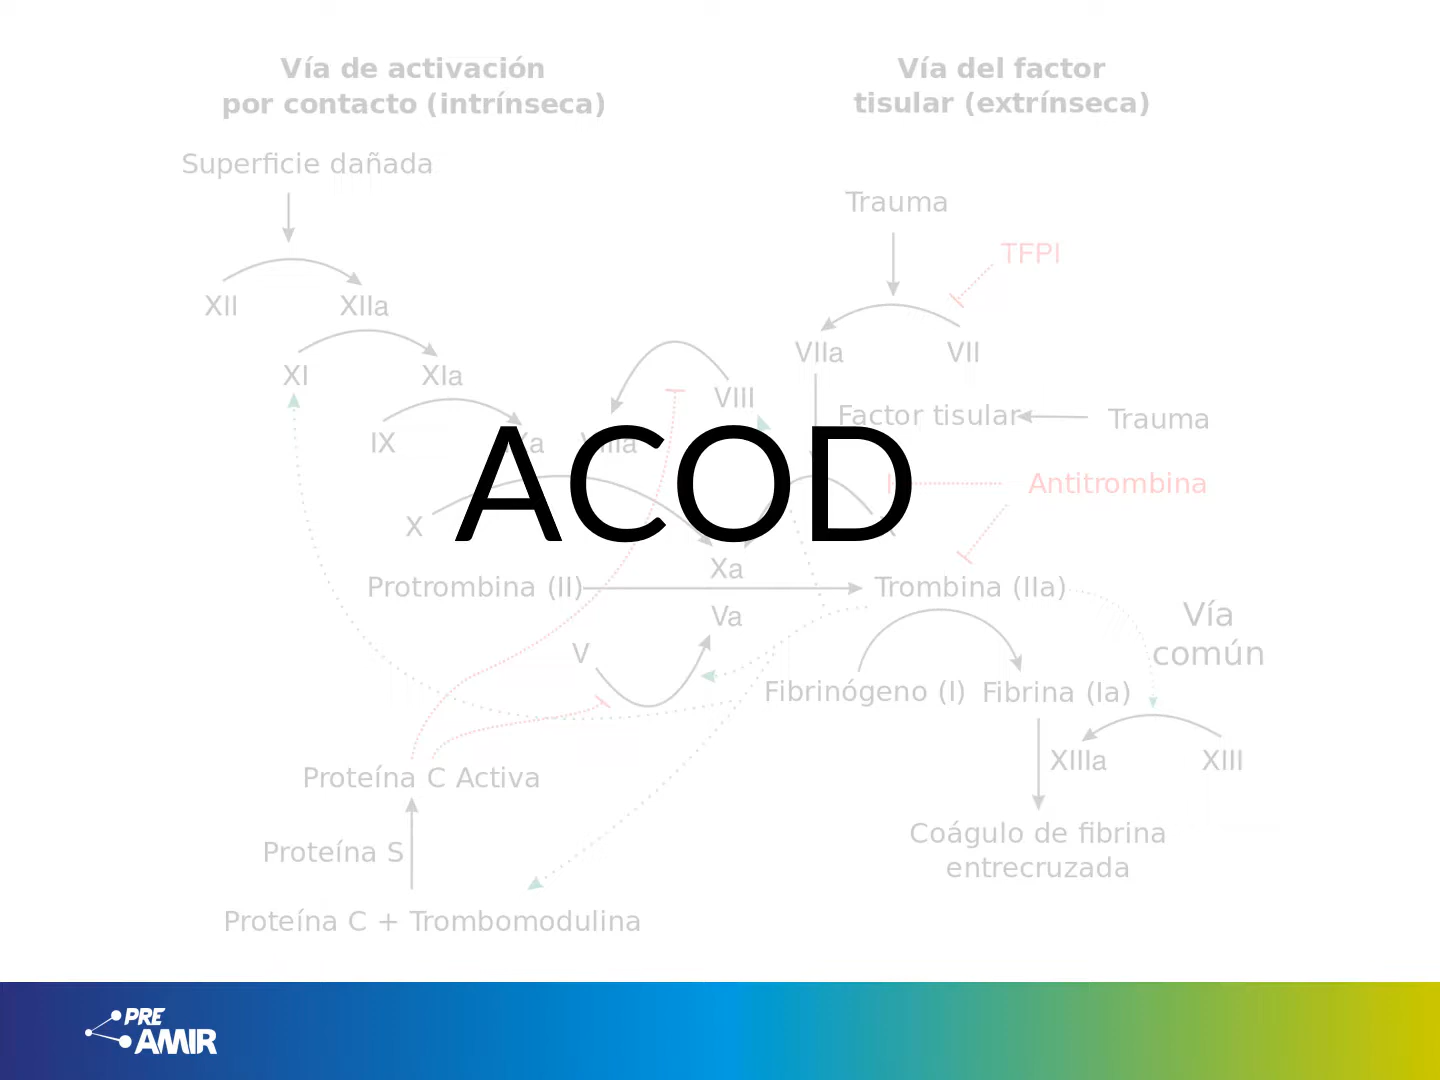 Vía de activación
por contacto (intrínseca)
Vía del factor
tisular (extrínseca)
Superficie dañada
Trauma
TFPI
XII
XIIa
VIIa
VII
XI
XIa
VIII
Factor tisular
Trauma
IX
ACOD
Antitrombina
X
Xa
Protrombina (II)
Trombina (IIa)
Va
Vía
común
V
Fibrinógeno (I)
Fibrina (Ia)
XIIIa
XIII
Proteína C Activa
Coágulo de fibrina
entrecruzada
Proteína S
Proteína C + Trombomodulina
PRE
AMIR